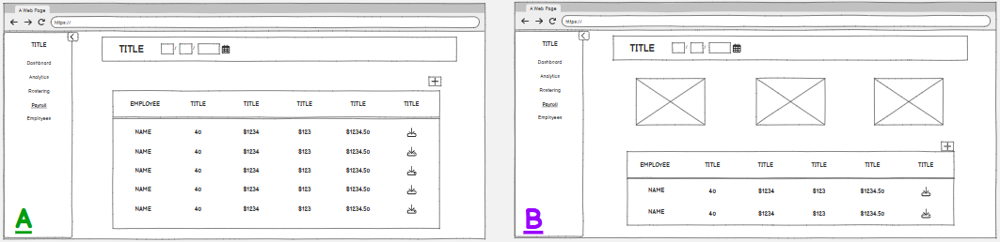 A Web Page
https://
TITLE
Dashboard
Analytics
Rostering
Payroll
Employees
TITLE / /
EMPLOYEE TITLE TITLE TITLE TITLE TITLE
NAME 40 $1234 $123 $1234.50
NAME 40 $1234 $123 $1234.50
NAME 40 $1234 $123 $1234.50
NAME 40 $1234 $123 $1234.50
NAME 40 $1234 $123 $1234.50
A
A Web Page
https://
TITLE
Dashboard
Analytics
Rostering
Payroll
Employees
TITLE / /
EMPLOYEE TITLE TITLE TITLE TITLE TITLE
NAME 40 $1234 $123 $1234.50
NAME 40 $1234 $123 $1234.50
B